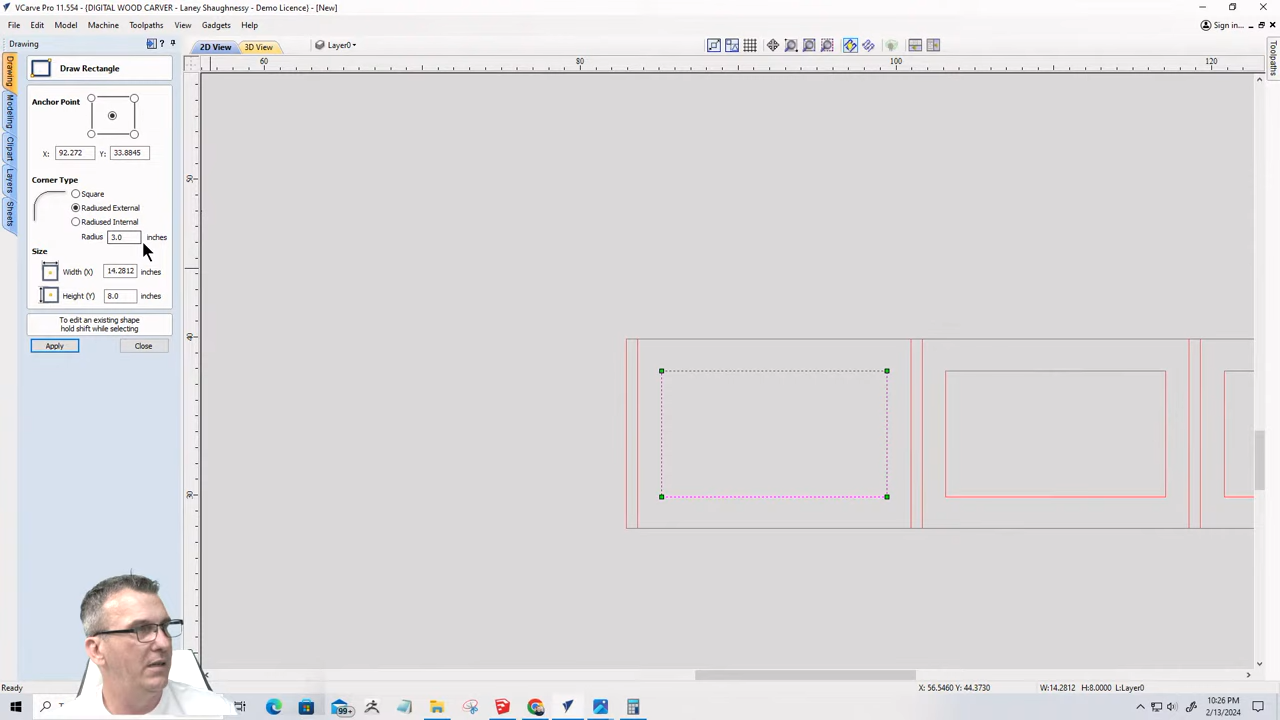 VCarve Pro 11.554 - {DIGITAL WOOD CARVER - Laney Shaughnessy - Demo Licence} - [New]
File Edit Model Machine Toolpaths View Gadgets Help
Sign in...
Drawing
2D View 3D View Layer0
Draw Rectangle
60 80 100 120
Anchor Point
X: 92.272 Y: 33.8845
Corner Type
Square
Radiused External
Radiused Internal
Radius 3.0 inches
Size
Width (X) 14.2812 inches
Height (Y) 8.0 inches
To edit an existing shape
hold shift while selecting
Apply Close
Drawing
Modeling
Clipart
Layers
Sheets
Toolpaths
50
40
30
Ready
X: 56.5460 Y: 44.3730 W:14.2812 H:8.0000 L:Layer0
T
99+
10:26 PM
2/13/2024